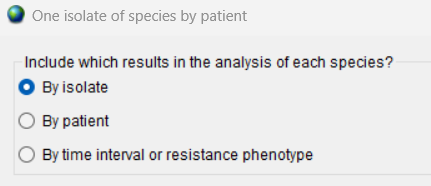 One isolate of species by patient
Include which results in the analysis of each species?
By isolate
By patient
By time interval or resistance phenotype